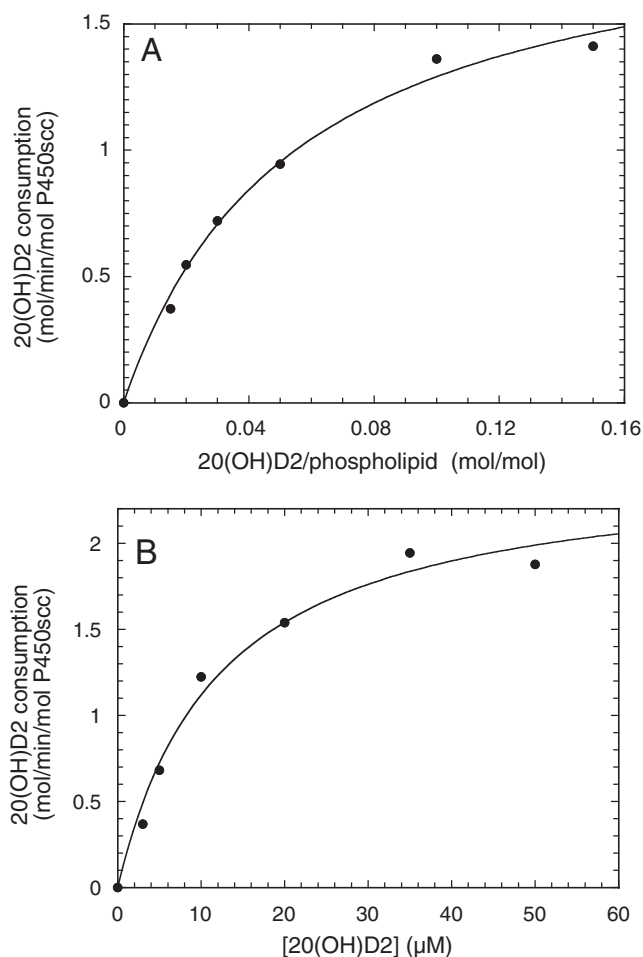 A
1.5
1
0.5
0
20(OH)D2 consumption
(mol/min/mol P450scc)
0 0.04 0.08 0.12 0.16
20(OH)D2/phospholipid (mol/mol)
B
2
1.5
1
0.5
0
20(OH)D2 consumption
(mol/min/mol P450scc)
0 10 20 30 40 50 60
[20(OH)D2] (µM)